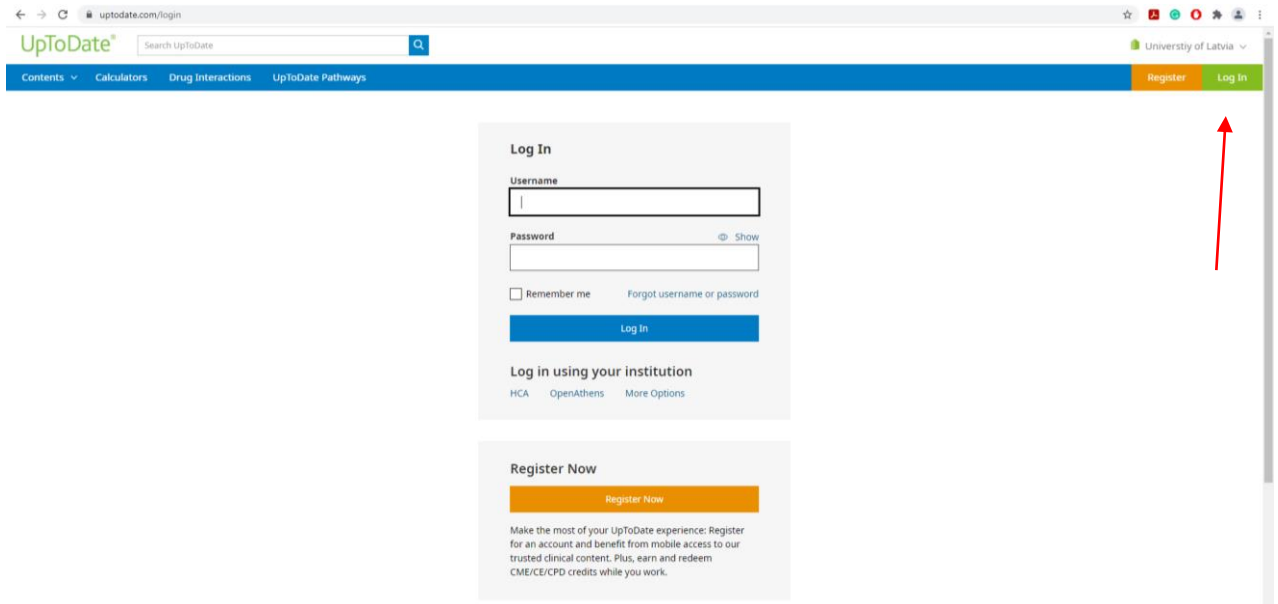 uptodate.com/login
UpToDate®
Search UpToDate
Universtiy of Latvia
Contents
Calculators
Drug Interactions
UpToDate Pathways
Register
Log In
Log In
Username
Password
Show
Remember me
Forgot username or password
Log In
Log in using your institution
HCA
OpenAthens
More Options
Register Now
Register Now
Make the most of your UpToDate experience: Register
for an account and benefit from mobile access to our
trusted clinical content. Plus, earn and redeem
CME/CE/CPD credits while you work.